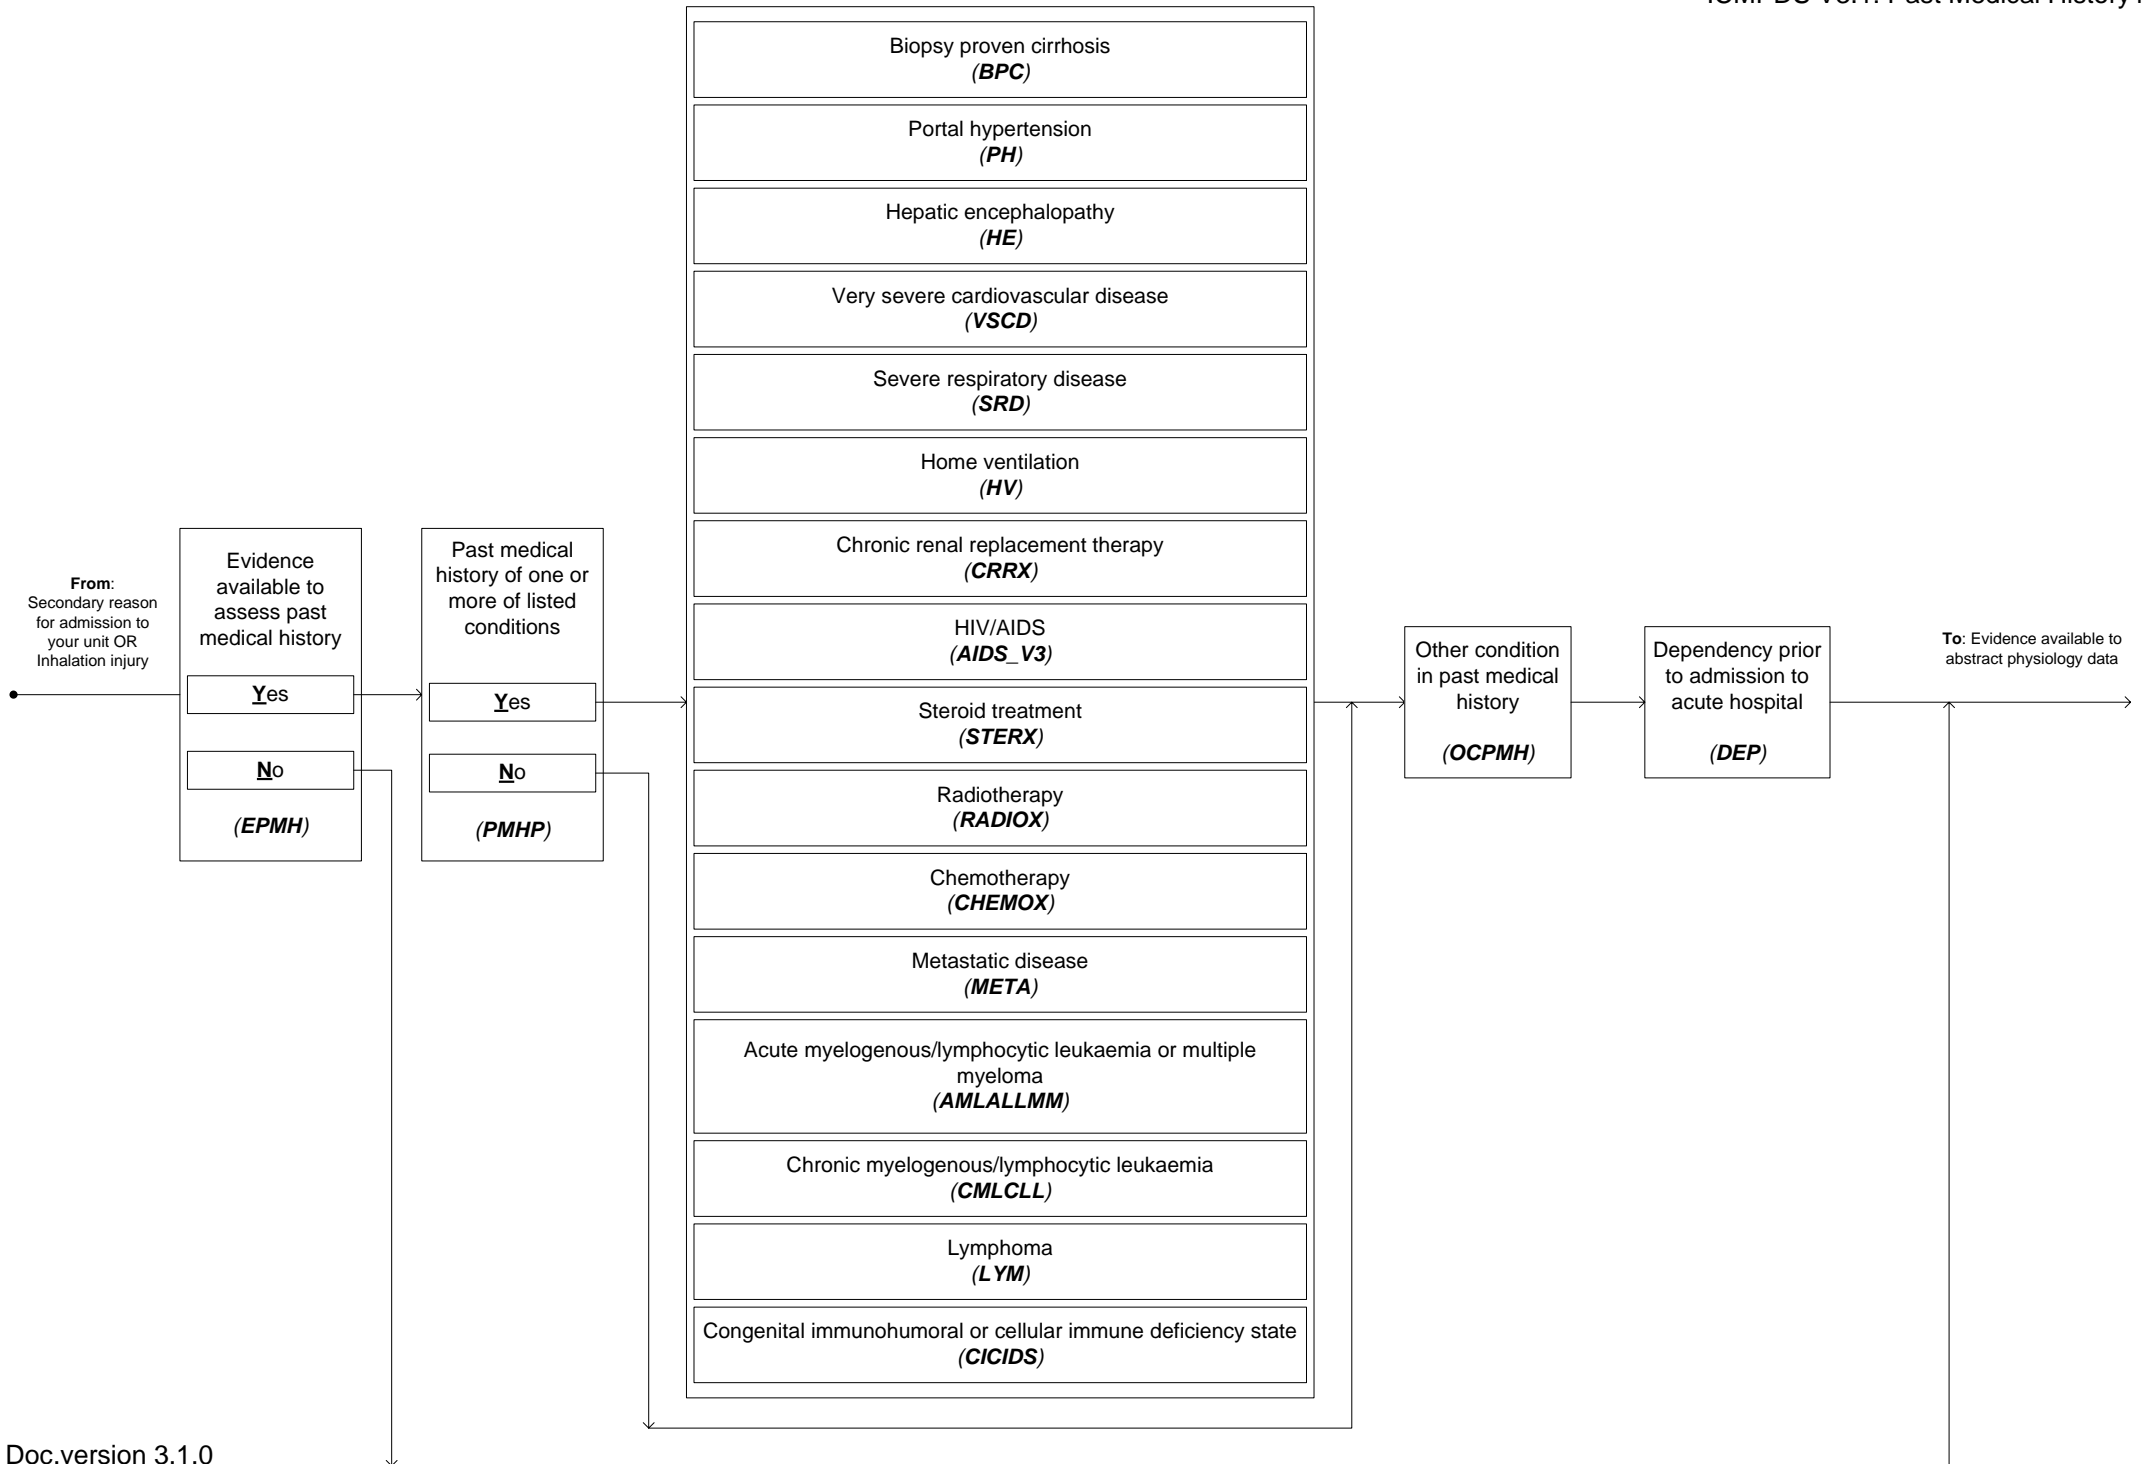 Biopsy proven cirrhosis
(BPC)
Portal hypertension
(PH)
Hepatic encephalopathy
(HE)
Very severe cardiovascular disease
(VSCD)
Severe respiratory disease
(SRD)
Home ventilation
(HV)
Chronic renal replacement therapy
(CRRX)
HIV/AIDS
(AIDS_V3)
Steroid treatment
(STERX)
Radiotherapy
(RADIOX)
Chemotherapy
(CHEMOX)
Metastatic disease
(META)
Acute myelogenous/lymphocytic leukaemia or multiple
myeloma
(AMLALLMM)
Chronic myelogenous/lymphocytic leukaemia
(CMLCLL)
Lymphoma
(LYM)
Congenital immunohumoral or cellular immune deficiency state
(CICIDS)
From:
Secondary reason
for admission to
your unit OR
Inhalation injury
Evidence
available to
assess past
medical history
Yes
No
(EPMH)
Past medical
history of one or
more of listed
conditions
Yes
No
(PMHP)
Other condition
in past medical
history
(OCPMH)
Dependency prior
to admission to
acute hospital
(DEP)
To: Evidence available to
abstract physiology data
Doc.version 3.1.0